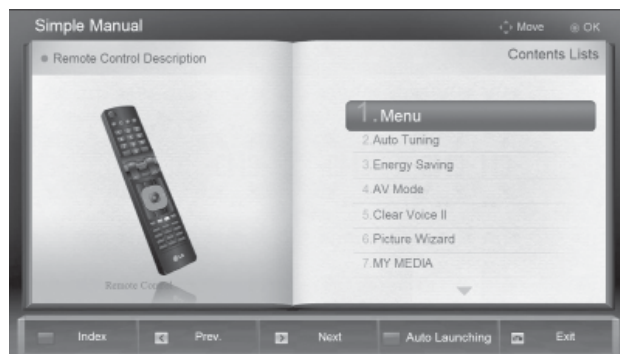 Simple Manual
Move
OK
Remote Control Description
Contents Lists
1. Menu
2. Auto Tuning
3. Energy Saving
4. AV Mode
5. Clear Voice II
6. Picture Wizard
7. MY MEDIA
LG
Remote Control
Index
Prev.
Next
Auto Launching
Exit